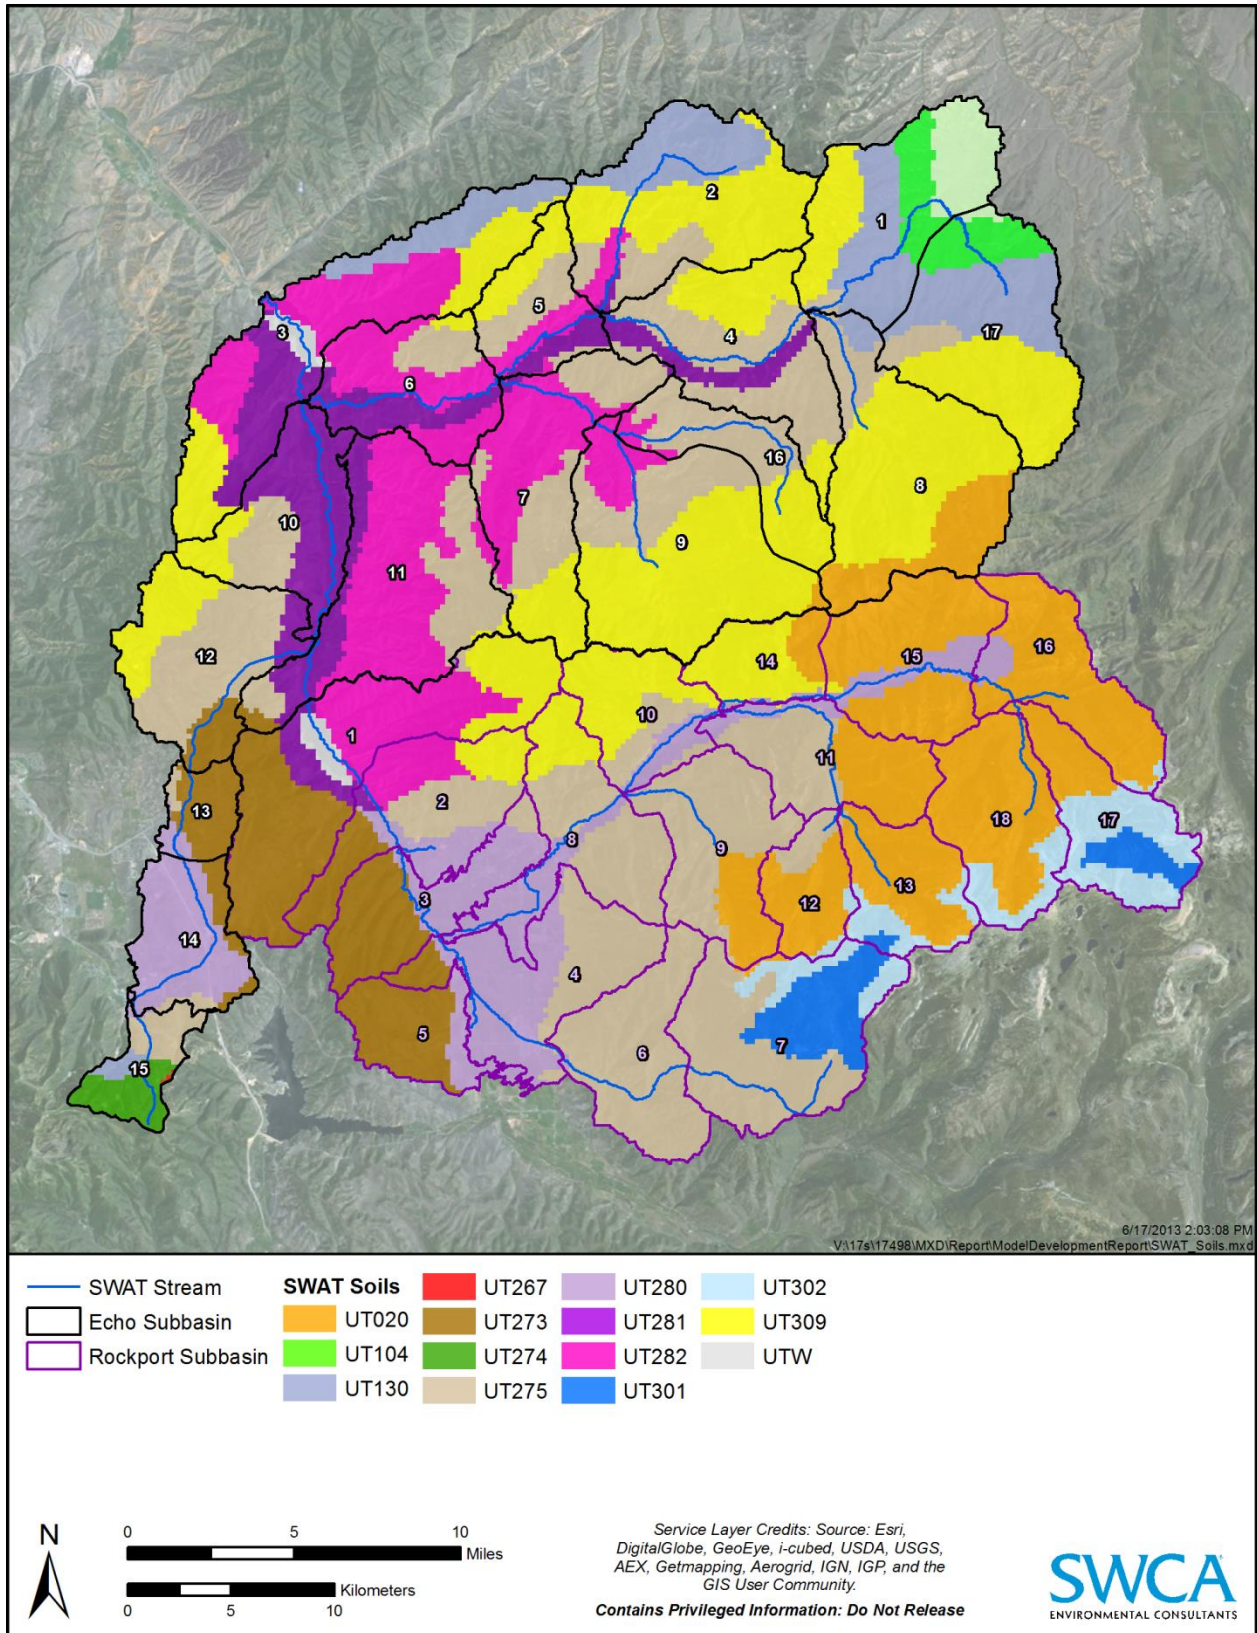 2
1
5
3
4
17
6
16
7
8
10
9
11
12
14
15
16
10
1
11
2
13
8
17
9
18
13
3
12
14
4
5
6
7
15
6/17/2013 2:03:08 PM
V:\17s\17498\MXD\Report\ModelDevelopmentReport\SWAT_Soils.mxd
SWAT Stream
Echo Subbasin
Rockport Subbasin
SWAT Soils
UT020
UT104
UT130
UT267
UT273
UT274
UT275
UT280
UT281
UT282
UT301
UT302
UT309
UTW
N
0 5 10
Miles
Kilometers
0 5 10
Service Layer Credits: Source: Esri,
DigitalGlobe, GeoEye, i-cubed, USDA, USGS,
AEX, Getmapping, Aerogrid, IGN, IGP, and the
GIS User Community.
Contains Privileged Information: Do Not Release
SWCA
ENVIRONMENTAL CONSULTANTS